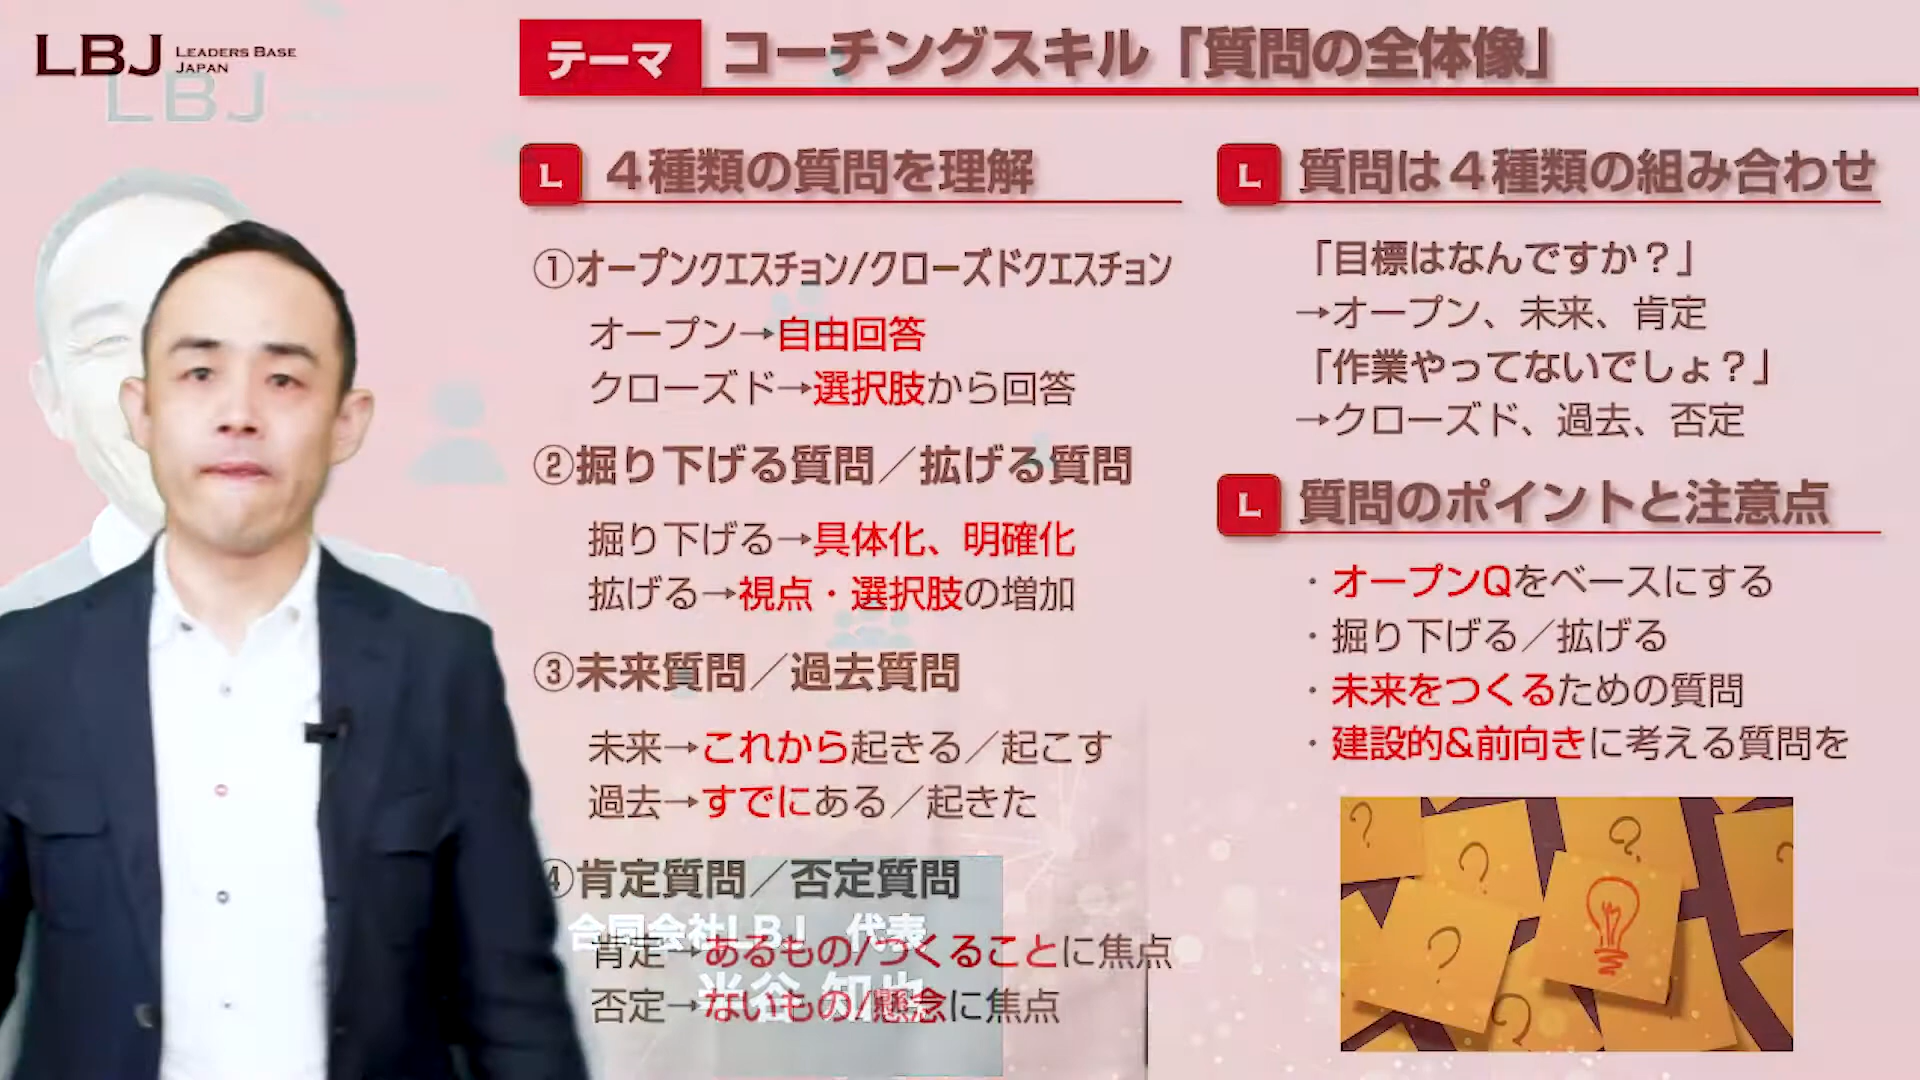 LBJ LEADERS BASE JAPAN
LBJ
テーマ コーチングスキル「質問の全体像」
L 4種類の質問を理解
①オープンクエスチョン/クローズドクエスチョン
オープン→自由回答
クローズド→選択肢から回答
②掘り下げる質問／拡げる質問
掘り下げる→具体化、明確化
拡げる→視点・選択肢の増加
③未来質問／過去質問
未来→これから起きる／起こす
過去→すでにある／起きた
④肯定質問／否定質問
合同会社LBJ 代表
肯定→あるもの/つくることに焦点
否定→ないもの/懸念に焦点
L 質問は4種類の組み合わせ
「目標はなんですか？」
→オープン、未来、肯定
「作業やってないでしょ？」
→クローズド、過去、否定
L 質問のポイントと注意点
・オープンQをベースにする
・掘り下げる／拡げる
・未来をつくるための質問
・建設的&前向きに考える質問を